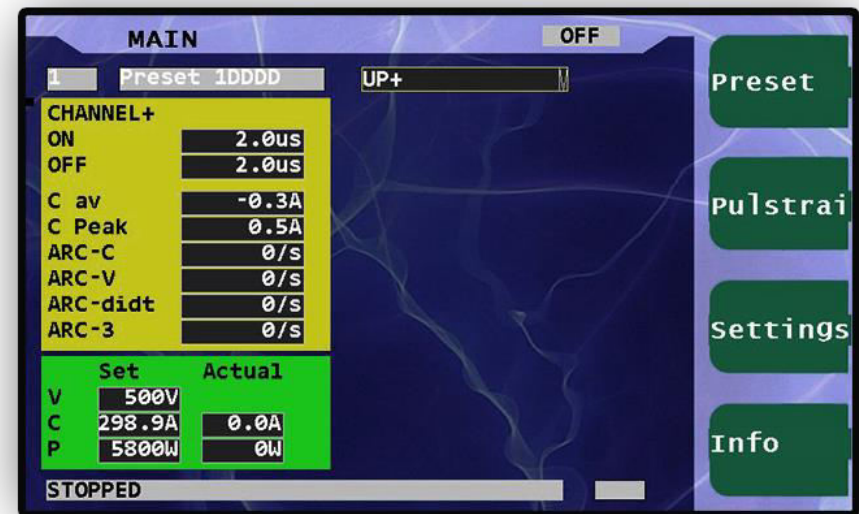 MAIN
OFF
1 Preset 1DDDD UP+ M
CHANNEL+
ON 2.0us
OFF 2.0us
C av -0.3A
C Peak 0.5A
ARC-C 0/s
ARC-V 0/s
ARC-didt 0/s
ARC-3 0/s
Set Actual
V 500V
C 298.9A 0.0A
P 5800W 0W
STOPPED
Preset
Pulstrai
Settings
Info